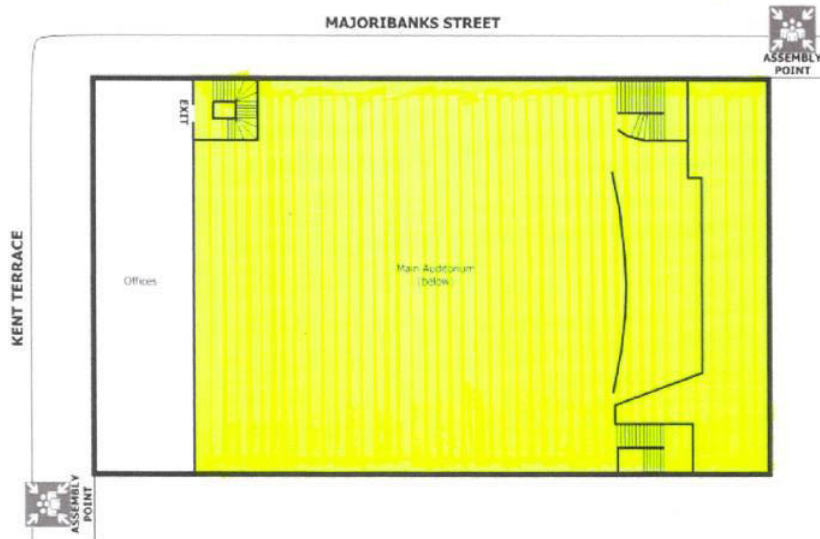 MAJORIBANKS STREET
ASSEMBLY
POINT
EXIT
KENT TERRACE
Offices
Main Auditorium
(below)
ASSEMBLY
POINT